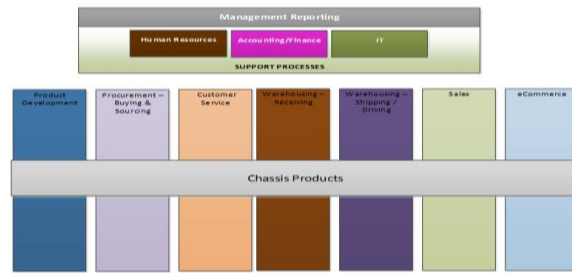 Management Reporting
Human Resources
Accounting/Finance
IT
SUPPORT PROCESSES
Product
Development
Procurement –
Buying &
Sourcing
Customer
Service
Warehousing –
Receiving
Warehousing –
Shipping /
Driving
Sales
eCommerce
Chassis Products